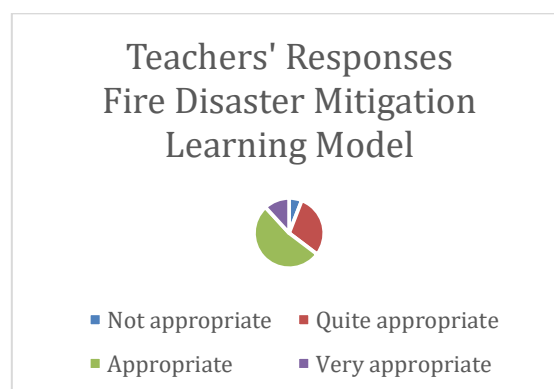 Teachers' Responses
Fire Disaster Mitigation
Learning Model
Not appropriate Quite appropriate
Appropriate Very appropriate